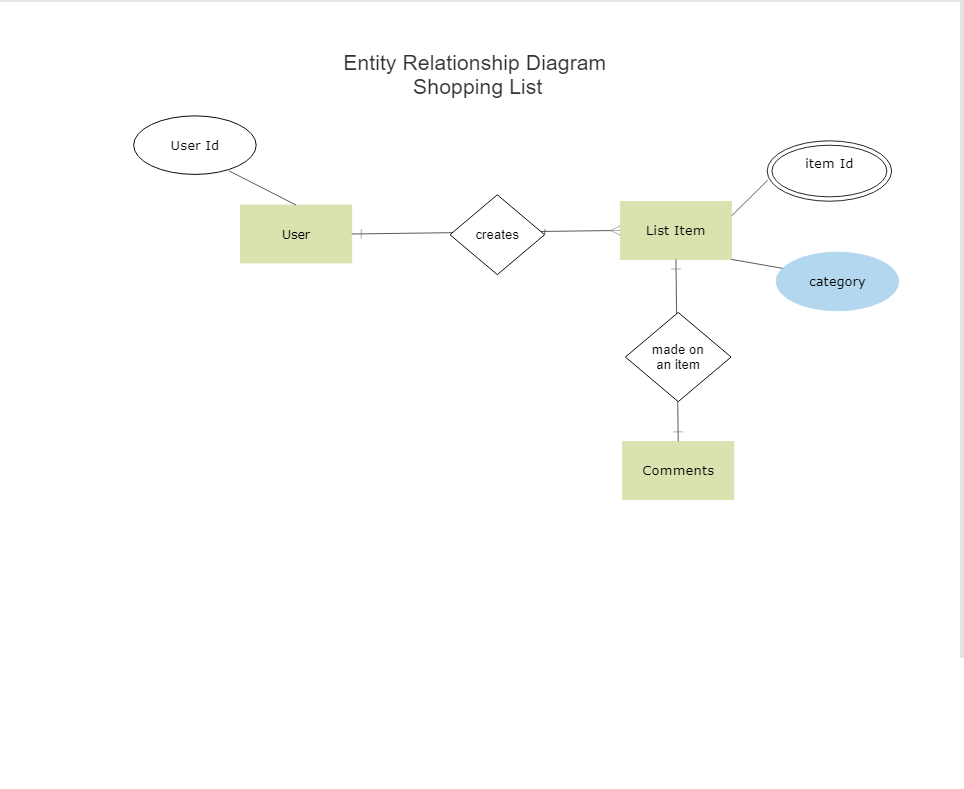 Entity Relationship Diagram
Shopping List
User Id
item Id
User
creates
List Item
category
made on
an item
Comments